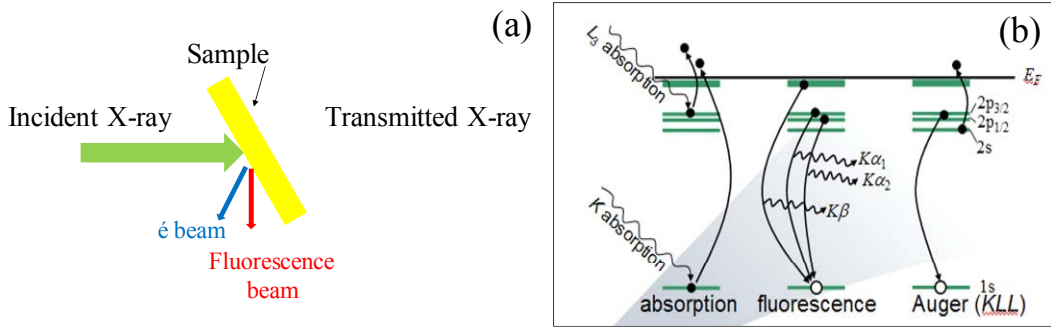 (a)
Sample
Incident X-ray
Transmitted X-ray
é beam
Fluorescence
beam
(b)
L3 absorption
EF
2p3/2
2p1/2
2s
Kα1
Kα2
Kβ
K absorption
1s
absorption
fluorescence
Auger (KLL)